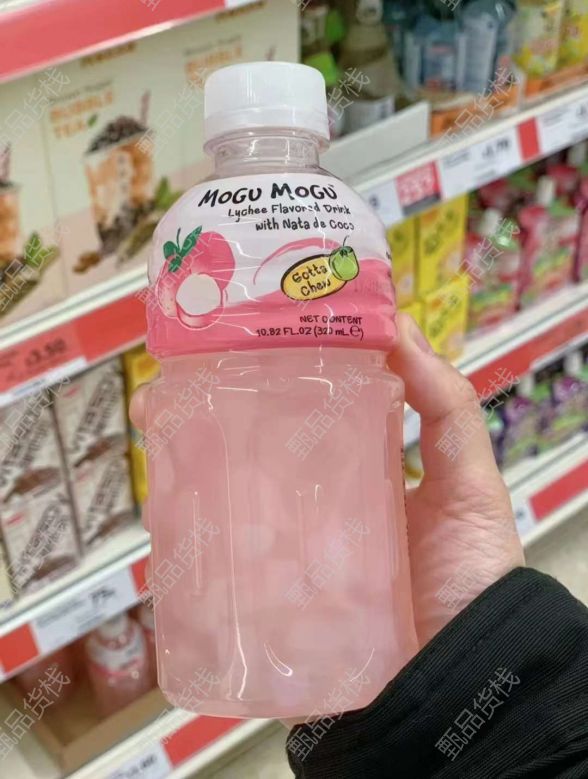 BUBBLE
TEA
MOGU MOGU
Lychee Flavored Drink
with Nata de Coco
Gotta
Chew
NET CONTENT
10.82 FL.OZ (320 mL℮)
3.50
甄品货栈